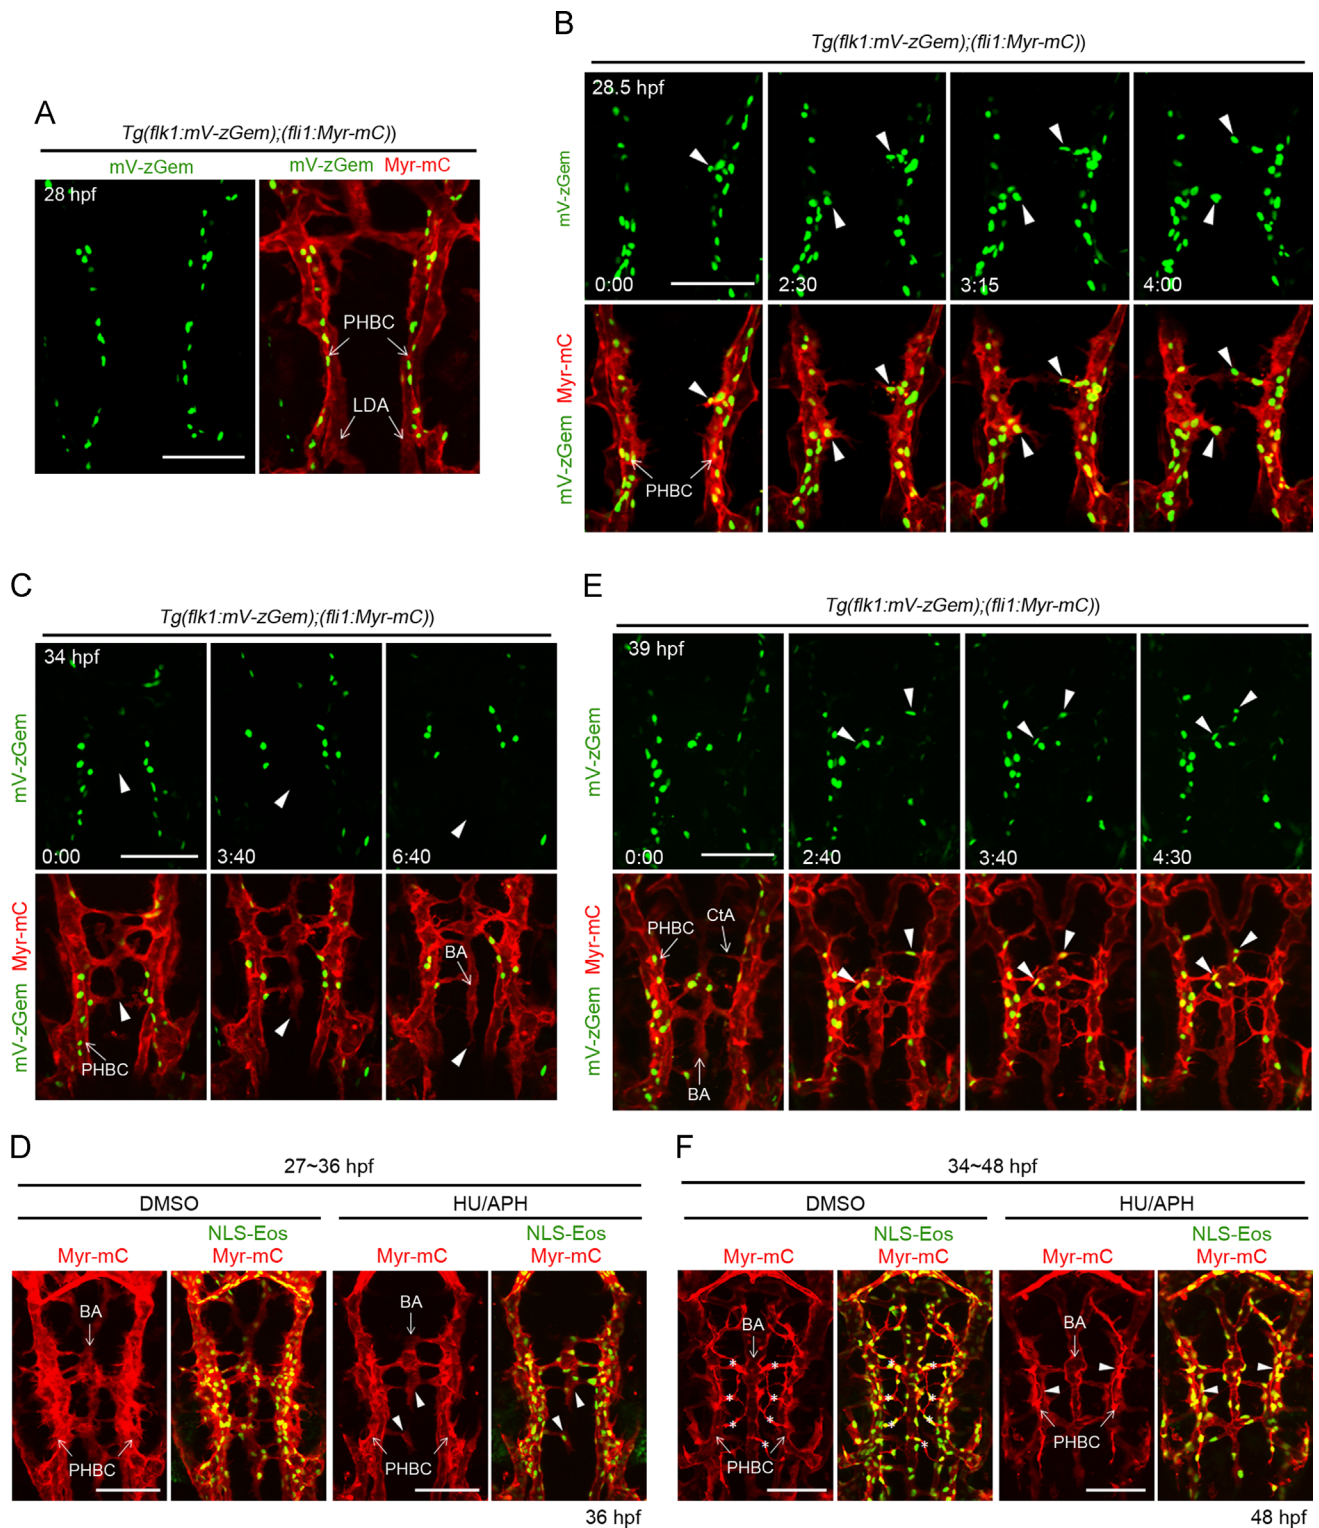 A
Tg(flk1:mV-zGem);(fli1:Myr-mC))
mV-zGem
mV-zGem Myr-mC
28 hpf
PHBC
LDA
B
Tg(flk1:mV-zGem);(fli1:Myr-mC))
mV-zGem
28.5 hpf
0:00
2:30
3:15
4:00
mV-zGem Myr-mC
PHBC
C
Tg(flk1:mV-zGem);(fli1:Myr-mC))
mV-zGem
34 hpf
0:00
3:40
6:40
mV-zGem Myr-mC
PHBC
BA
E
Tg(flk1:mV-zGem);(fli1:Myr-mC))
mV-zGem
39 hpf
0:00
2:40
3:40
4:30
mV-zGem Myr-mC
PHBC
CtA
BA
D
27~36 hpf
DMSO
HU/APH
Myr-mC
NLS-Eos
Myr-mC
Myr-mC
NLS-Eos
Myr-mC
BA
PHBC
BA
PHBC
36 hpf
F
34~48 hpf
DMSO
HU/APH
Myr-mC
NLS-Eos
Myr-mC
Myr-mC
NLS-Eos
Myr-mC
BA
* * * * * * *
PHBC
* * * * * * *
BA
PHBC
48 hpf